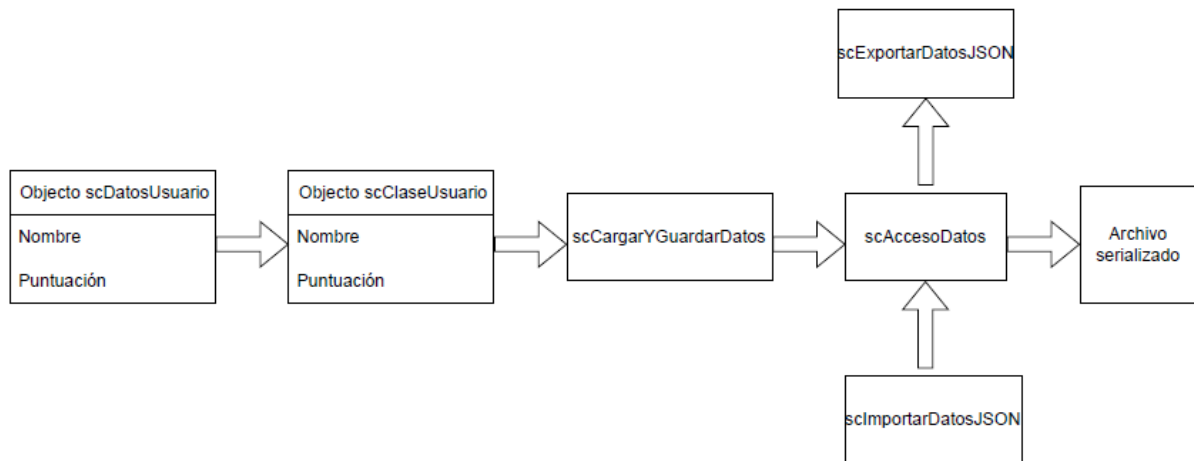 scExportarDatosJSON
Objecto scDatosUsuario
Nombre
Puntuación
Objecto scClaseUsuario
Nombre
Puntuación
scCargarYGuardarDatos
scAccesoDatos
Archivo
serializado
scImportarDatosJSON